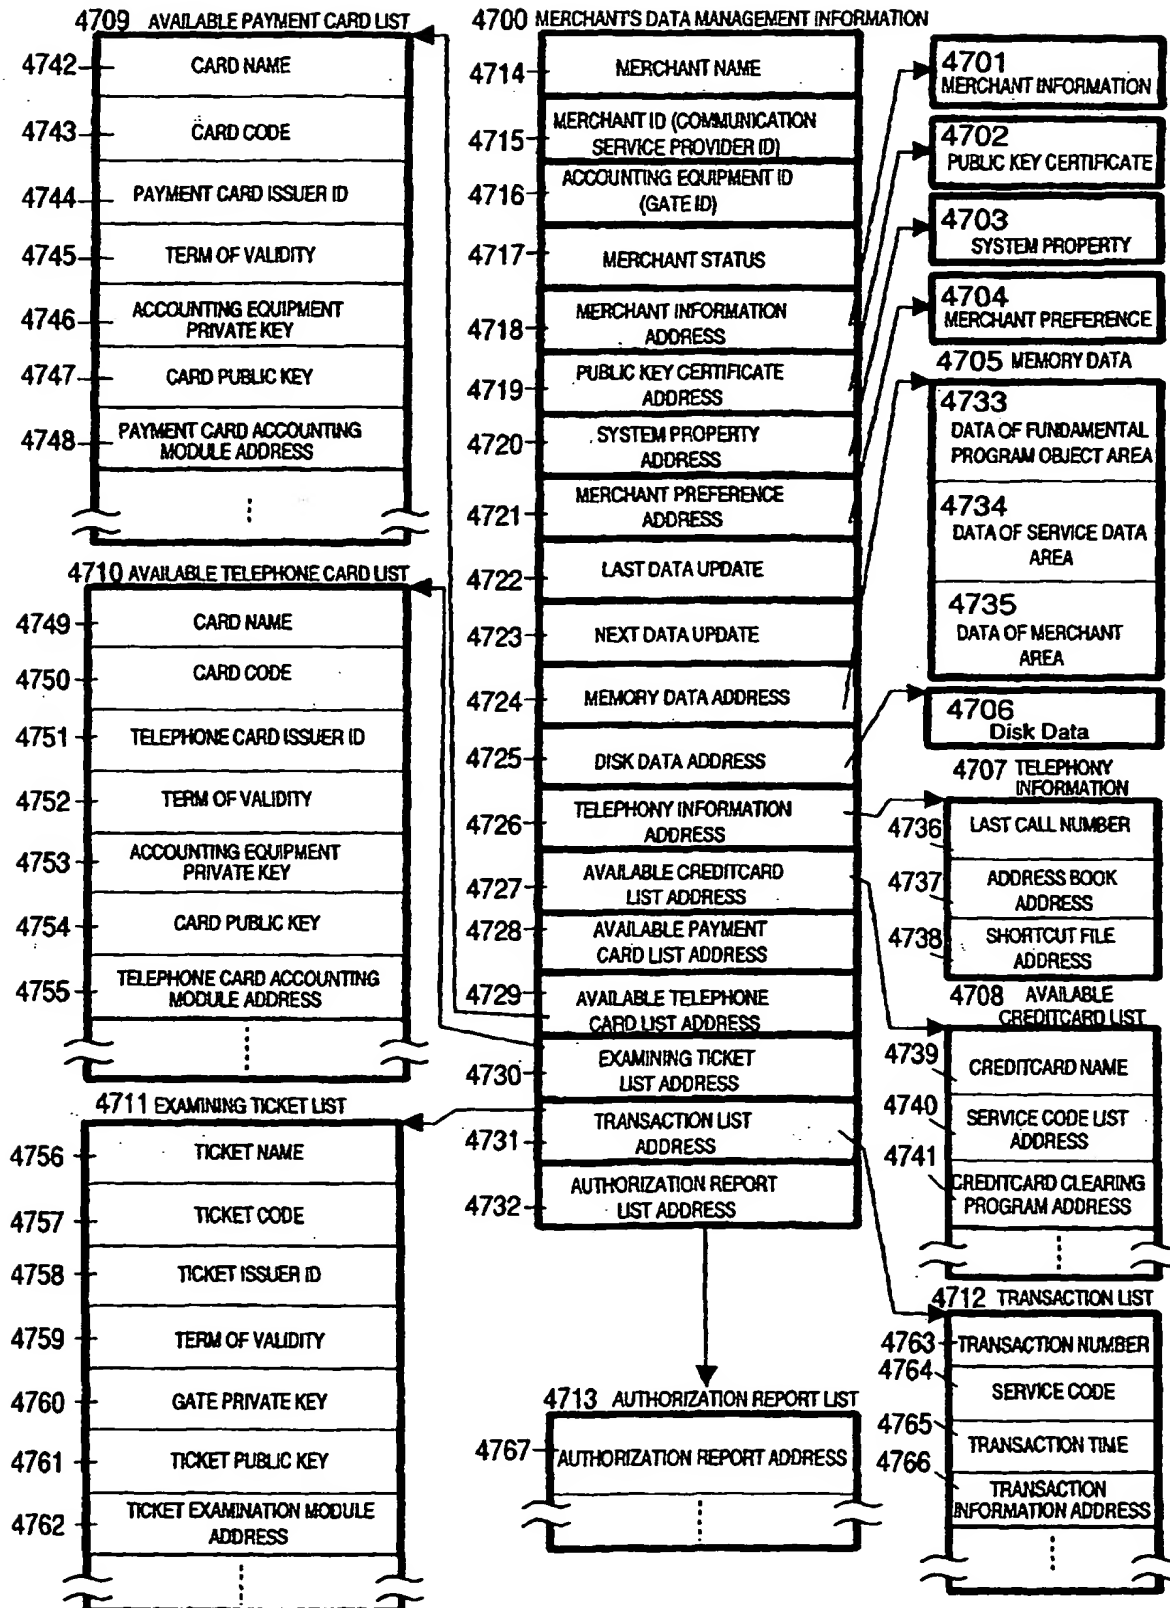 4709 AVAILABLE PAYMENT CARD LIST
4742
CARD NAME
4743
CARD CODE
4744
PAYMENT CARD ISSUER ID
4745
TERM OF VALIDITY
4746
ACCOUNTING EQUIPMENT
PRIVATE KEY
4747
CARD PUBLIC KEY
4748
PAYMENT CARD ACCOUNTING
MODULE ADDRESS
4710 AVAILABLE TELEPHONE CARD LIST
4749
CARD NAME
4750
CARD CODE
4751
TELEPHONE CARD ISSUER ID
4752
TERM OF VALIDITY
4753
ACCOUNTING EQUIPMENT
PRIVATE KEY
4754
CARD PUBLIC KEY
4755
TELEPHONE CARD ACCOUNTING
MODULE ADDRESS
4711 EXAMINING TICKET LIST
4756
TICKET NAME
4757
TICKET CODE
4758
TICKET ISSUER ID
4759
TERM OF VALIDITY
4760
GATE PRIVATE KEY
4761
TICKET PUBLIC KEY
4762
TICKET EXAMINATION MODULE
ADDRESS
4700 MERCHANT'S DATA MANAGEMENT INFORMATION
4714
MERCHANT NAME
4715
MERCHANT ID (COMMUNICATION
SERVICE PROVIDER ID)
4716
ACCOUNTING EQUIPMENT ID
(GATE ID)
4717
MERCHANT STATUS
4718
MERCHANT INFORMATION
ADDRESS
4719
PUBLIC KEY CERTIFICATE
ADDRESS
4720
SYSTEM PROPERTY
ADDRESS
4721
MERCHANT PREFERENCE
ADDRESS
4722
LAST DATA UPDATE
4723
NEXT DATA UPDATE
4724
MEMORY DATA ADDRESS
4725
DISK DATA ADDRESS
4726
TELEPHONY INFORMATION
ADDRESS
4727
AVAILABLE CREDITCARD
LIST ADDRESS
4728
AVAILABLE PAYMENT
CARD LIST ADDRESS
4729
AVAILABLE TELEPHONE
CARD LIST ADDRESS
4730
EXAMINING TICKET
LIST ADDRESS
4731
TRANSACTION LIST
ADDRESS
4732
AUTHORIZATION REPORT
LIST ADDRESS
4713 AUTHORIZATION REPORT LIST
4767
AUTHORIZATION REPORT ADDRESS
4701
MERCHANT INFORMATION
4702
PUBLIC KEY CERTIFICATE
4703
SYSTEM PROPERTY
4704
MERCHANT PREFERENCE
4705 MEMORY DATA
4733
DATA OF FUNDAMENTAL
PROGRAM OBJECT AREA
4734
DATA OF SERVICE DATA
AREA
4735
DATA OF MERCHANT
AREA
4706
Disk Data
4707 TELEPHONY
INFORMATION
4736
LAST CALL NUMBER
4737
ADDRESS BOOK
ADDRESS
4738
SHORTCUT FILE
ADDRESS
4708 AVAILABLE
CREDITCARD LIST
4739
CREDITCARD NAME
4740
SERVICE CODE LIST
ADDRESS
4741
CREDITCARD CLEARING
PROGRAM ADDRESS
4712 TRANSACTION LIST
4763
TRANSACTION NUMBER
4764
SERVICE CODE
4765
TRANSACTION TIME
4766
TRANSACTION
INFORMATION ADDRESS